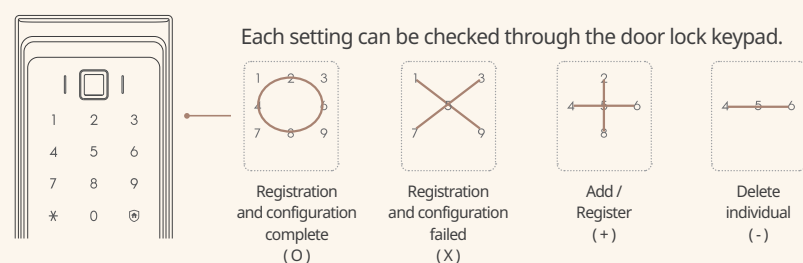 Each setting can be checked through the door lock keypad.
1 2 3
4 5 6
7 8 9
* 0
1 2 3
4 6
7 8 9
Registration
and configuration
complete
( O )
1 3
5
7 9
Registration
and configuration
failed
( X )
2
4 5 6
8
Add /
Register
( + )
4 5 6
Delete
individual
( - )